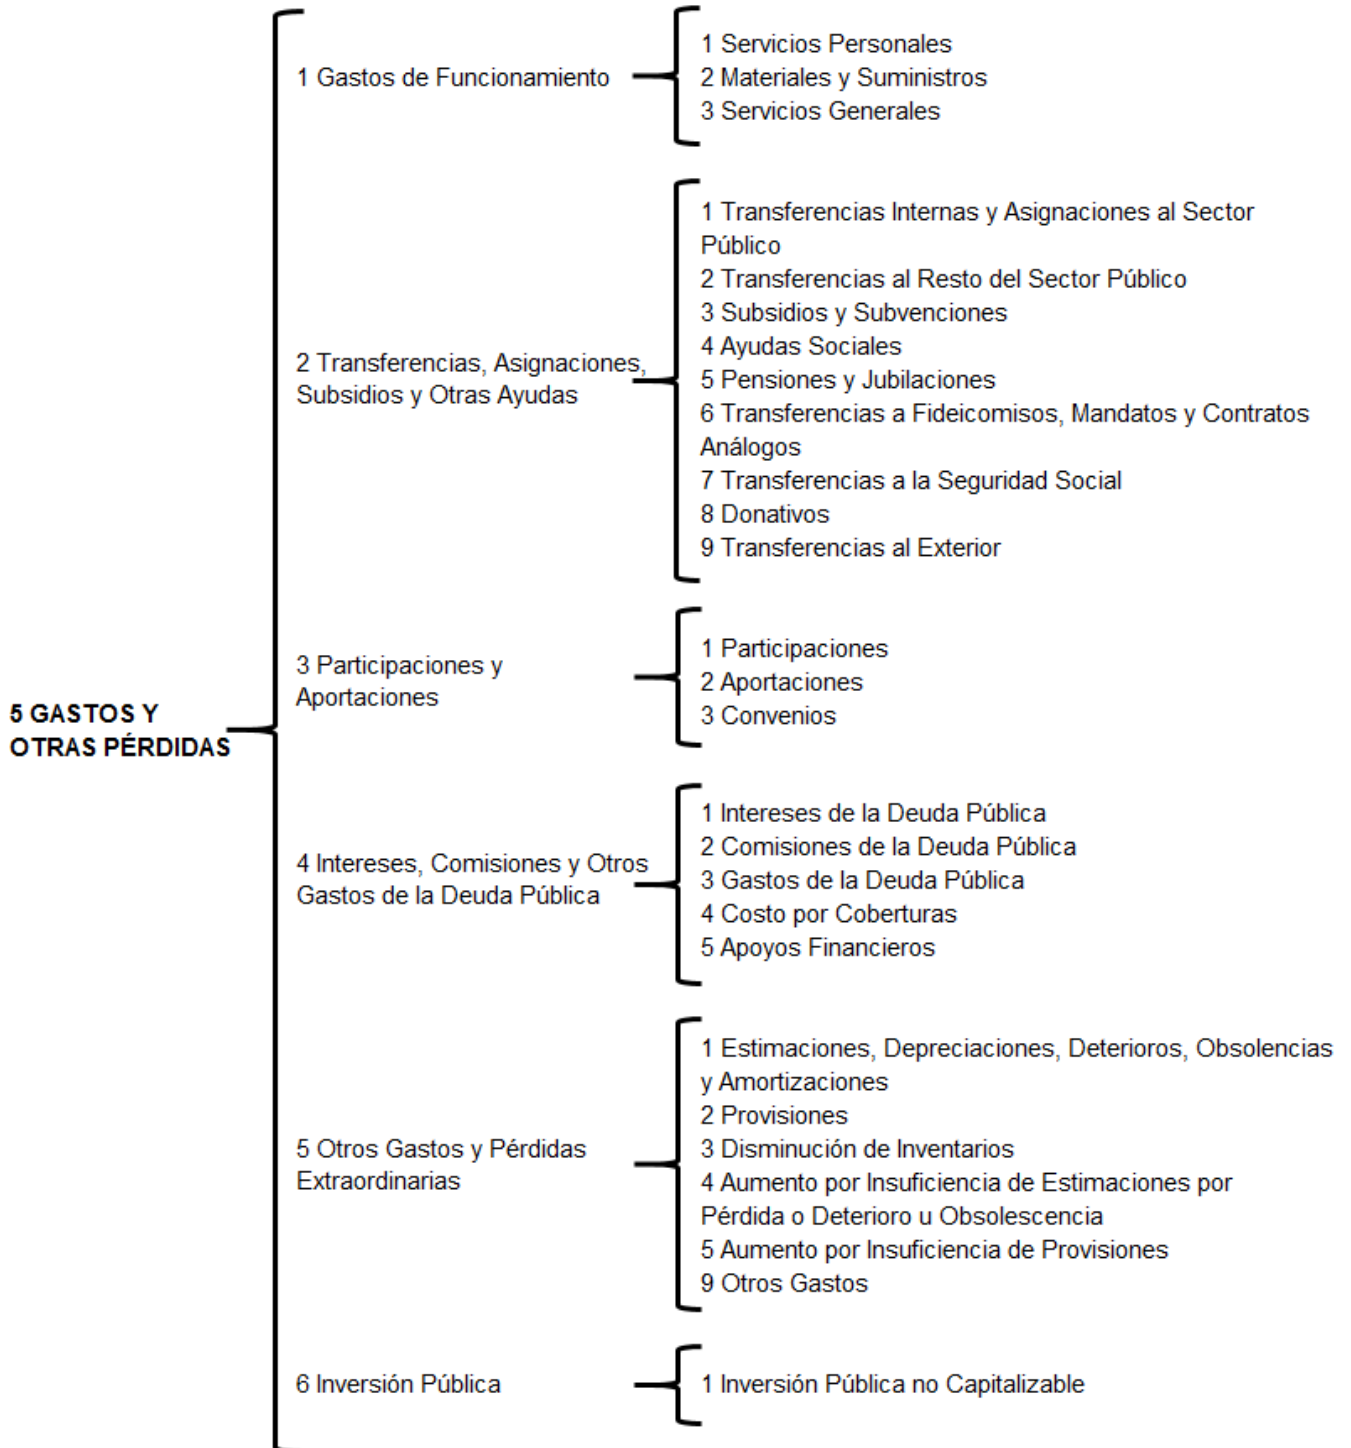 5 GASTOS Y
OTRAS PÉRDIDAS
1 Gastos de Funcionamiento
1 Servicios Personales
2 Materiales y Suministros
3 Servicios Generales
2 Transferencias, Asignaciones,
Subsidios y Otras Ayudas
1 Transferencias Internas y Asignaciones al Sector
Público
2 Transferencias al Resto del Sector Público
3 Subsidios y Subvenciones
4 Ayudas Sociales
5 Pensiones y Jubilaciones
6 Transferencias a Fideicomisos, Mandatos y Contratos
Análogos
7 Transferencias a la Seguridad Social
8 Donativos
9 Transferencias al Exterior
3 Participaciones y
Aportaciones
1 Participaciones
2 Aportaciones
3 Convenios
4 Intereses, Comisiones y Otros
Gastos de la Deuda Pública
1 Intereses de la Deuda Pública
2 Comisiones de la Deuda Pública
3 Gastos de la Deuda Pública
4 Costo por Coberturas
5 Apoyos Financieros
5 Otros Gastos y Pérdidas
Extraordinarias
1 Estimaciones, Depreciaciones, Deterioros, Obsolencias
y Amortizaciones
2 Provisiones
3 Disminución de Inventarios
4 Aumento por Insuficiencia de Estimaciones por
Pérdida o Deterioro u Obsolescencia
5 Aumento por Insuficiencia de Provisiones
9 Otros Gastos
6 Inversión Pública
1 Inversión Pública no Capitalizable